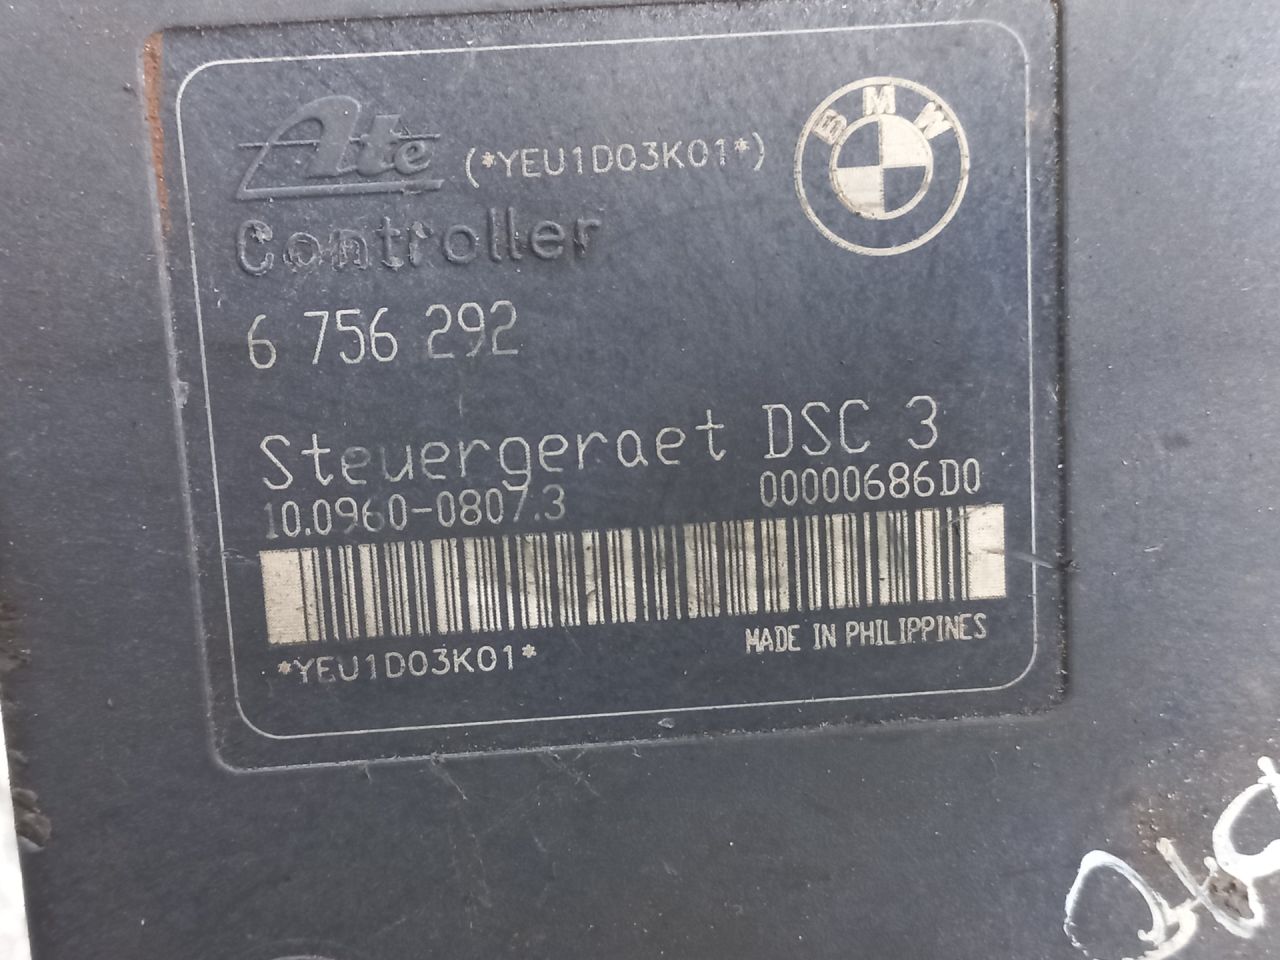 Ate (*YEU1D03K01*)
BMW
Controller
6 756 292
Steuergeraet DSC 3
10.0960-0807.3 00000686D0
*YEU1D03K01*
MADE IN PHILIPPINES